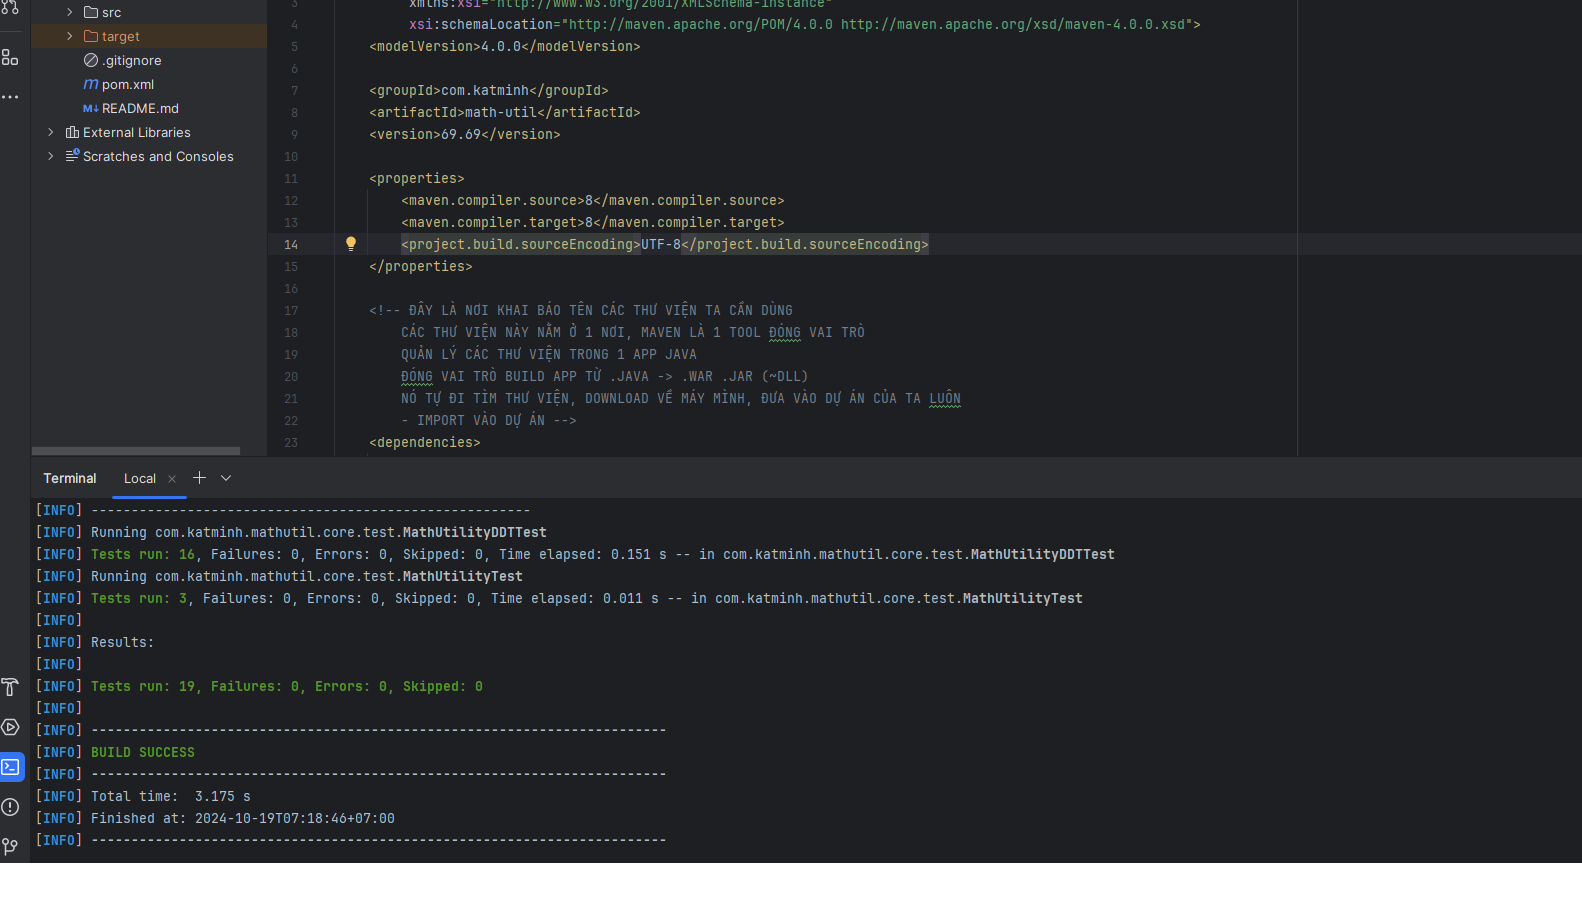 src
target
.gitignore
pom.xml
README.md
External Libraries
Scratches and Consoles
3 xmlns:xsi="http://www.w3.org/2001/XMLSchema-instance"
4 xsi:schemaLocation="http://maven.apache.org/POM/4.0.0 http://maven.apache.org/xsd/maven-4.0.0.xsd">
5 <modelVersion>4.0.0</modelVersion>
6
7 <groupId>com.katminh</groupId>
8 <artifactId>math-util</artifactId>
9 <version>69.69</version>
10
11 <properties>
12 <maven.compiler.source>8</maven.compiler.source>
13 <maven.compiler.target>8</maven.compiler.target>
14 <project.build.sourceEncoding>UTF-8</project.build.sourceEncoding>
15 </properties>
16
17 <!-- ĐÂY LÀ NƠI KHAI BÁO TÊN CÁC THƯ VIỆN TA CẦN DÙNG
18 CÁC THƯ VIỆN NÀY NẰM Ở 1 NƠI, MAVEN LÀ 1 TOOL ĐÓNG VAI TRÒ
19 QUẢN LÝ CÁC THƯ VIỆN TRONG 1 APP JAVA
20 ĐÓNG VAI TRÒ BUILD APP TỪ .JAVA -> .WAR .JAR (~DLL)
21 NÓ TỰ ĐI TÌM THƯ VIỆN, DOWNLOAD VỀ MÁY MÌNH, ĐƯA VÀO DỰ ÁN CỦA TA LUÔN
22 - IMPORT VÀO DỰ ÁN -->
23 <dependencies>
Terminal Local
[INFO] -------------------------------------------------------
[INFO] Running com.katminh.mathutil.core.test.MathUtilityDDTTest
[INFO] Tests run: 16, Failures: 0, Errors: 0, Skipped: 0, Time elapsed: 0.151 s -- in com.katminh.mathutil.core.test.MathUtilityDDTTest
[INFO] Running com.katminh.mathutil.core.test.MathUtilityTest
[INFO] Tests run: 3, Failures: 0, Errors: 0, Skipped: 0, Time elapsed: 0.011 s -- in com.katminh.mathutil.core.test.MathUtilityTest
[INFO]
[INFO] Results:
[INFO]
[INFO] Tests run: 19, Failures: 0, Errors: 0, Skipped: 0
[INFO]
[INFO] ------------------------------------------------------------------------
[INFO] BUILD SUCCESS
[INFO] ------------------------------------------------------------------------
[INFO] Total time:  3.175 s
[INFO] Finished at: 2024-10-19T07:18:46+07:00
[INFO] ------------------------------------------------------------------------